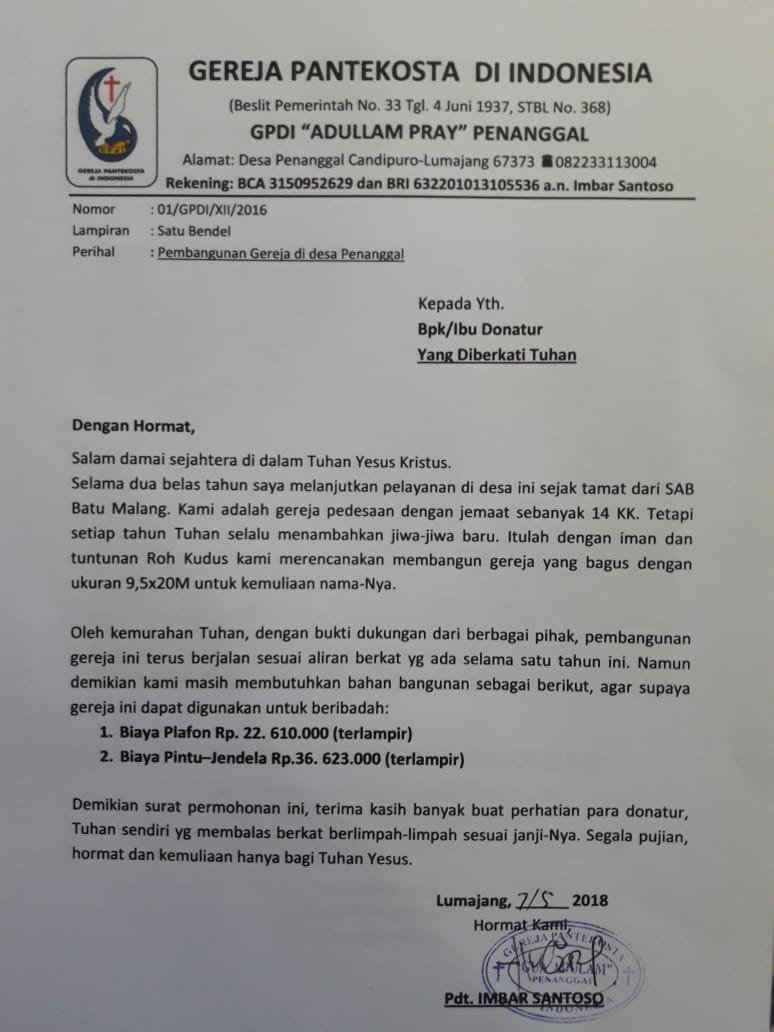 GEREJA PANTEKOSTA DI INDONESIA
(Beslit Pemerintah No. 33 Tgl. 4 Juni 1937, STBL No. 368)
GPDI “ADULLAM PRAY” PENANGGAL
Alamat: Desa Penanggal Candipuro-Lumajang 67373 ☎082233113004
Rekening: BCA 3150952629 dan BRI 632201013105536 a.n. Imbar Santoso
GPDI
GEREJA PANTEKOSTA
di INDONESIA
Nomor : 01/GPDI/XII/2016
Lampiran : Satu Bendel
Perihal : Pembangunan Gereja di desa Penanggal
Kepada Yth.
Bpk/Ibu Donatur
Yang Diberkati Tuhan
Dengan Hormat,
Salam damai sejahtera di dalam Tuhan Yesus Kristus.
Selama dua belas tahun saya melanjutkan pelayanan di desa ini sejak tamat dari SAB
Batu Malang. Kami adalah gereja pedesaan dengan jemaat sebanyak 14 KK. Tetapi
setiap tahun Tuhan selalu menambahkan jiwa-jiwa baru. Itulah dengan iman dan
tuntunan Roh Kudus kami merencanakan membangun gereja yang bagus dengan
ukuran 9,5x20M untuk kemuliaan nama-Nya.
Oleh kemurahan Tuhan, dengan bukti dukungan dari berbagai pihak, pembangunan
gereja ini terus berjalan sesuai aliran berkat yg ada selama satu tahun ini. Namun
demikian kami masih membutuhkan bahan bangunan sebagai berikut, agar supaya
gereja ini dapat digunakan untuk beribadah:
1. Biaya Plafon Rp. 22. 610.000 (terlampir)
2. Biaya Pintu–Jendela Rp.36. 623.000 (terlampir)
Demikian surat permohonan ini, terima kasih banyak buat perhatian para donatur,
Tuhan sendiri yg membalas berkat berlimpah-limpah sesuai janji-Nya. Segala pujian,
hormat dan kemuliaan hanya bagi Tuhan Yesus.
Lumajang, 7/5 2018
Hormat Kami,
GEREJA PANTEKOSTA
ADULAM"
PENANGGAL
INDONESIA
Pdt. IMBAR SANTOSO